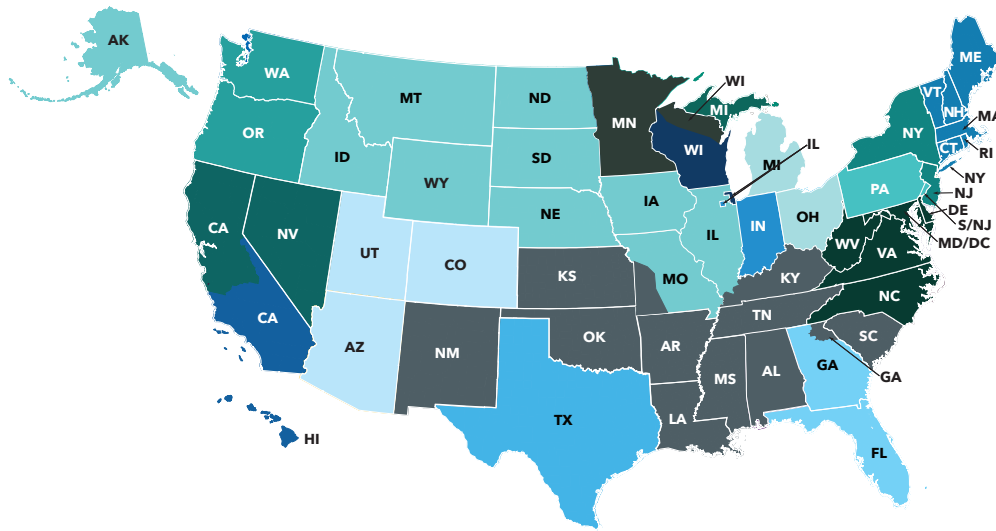 AK
WA
MT
ND
MN
WI
MI
ME
VT
NH
MA
OR
ID
SD
WI
IL
NY
CT
RI
WY
MI
NY
CA
NV
NE
IA
PA
NJ
UT
CO
IL
IN
OH
DE
S/NJ
MD/DC
KS
MO
KY
WV
VA
CA
AZ
NM
OK
AR
TN
NC
SC
MS
AL
GA
GA
TX
LA
FL
HI